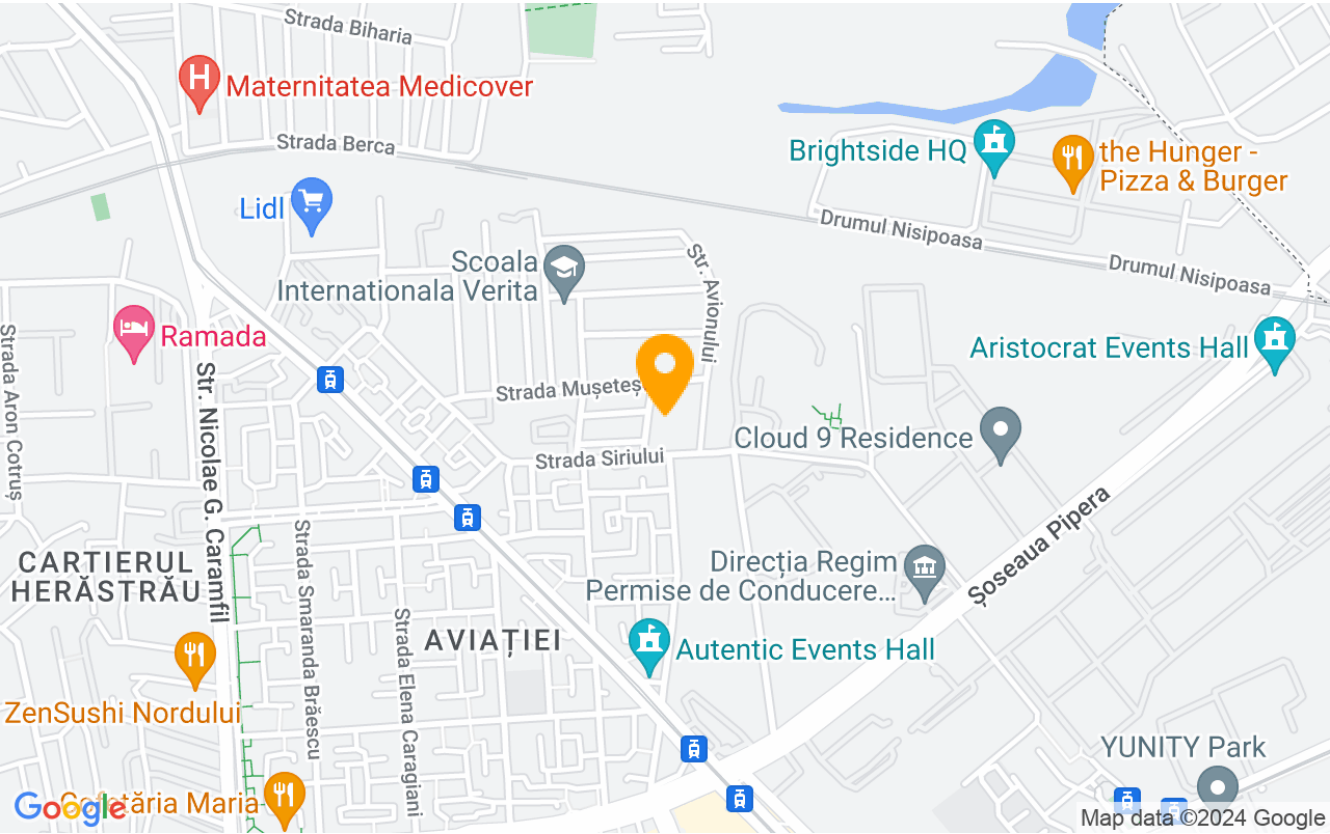 Strada Biharia
H
Maternitatea Medicover
Strada Berca
Brightside HQ
the Hunger -
Pizza & Burger
Lidl
Drumul Nisipoasa
Drumul Nisipoasa
Scoala
Internationala Verita
Str. Avionului
Ramada
Aristocrat Events Hall
Strada Aron Cotruș
Str. Nicolae G. Caramfil
Strada Mușeteș
Cloud 9 Residence
Strada Siriului
Șoseaua Pipera
CARTIERUL
HERĂSTRĂU
Strada Smaranda Brăescu
Direcția Regim
Permise de Conducere...
Strada Elena Caragiani
AVIAȚIEI
Autentic Events Hall
ZenSushi Nordului
YUNITY Park
Google
Cofetăria Maria
Map data ©2024 Google